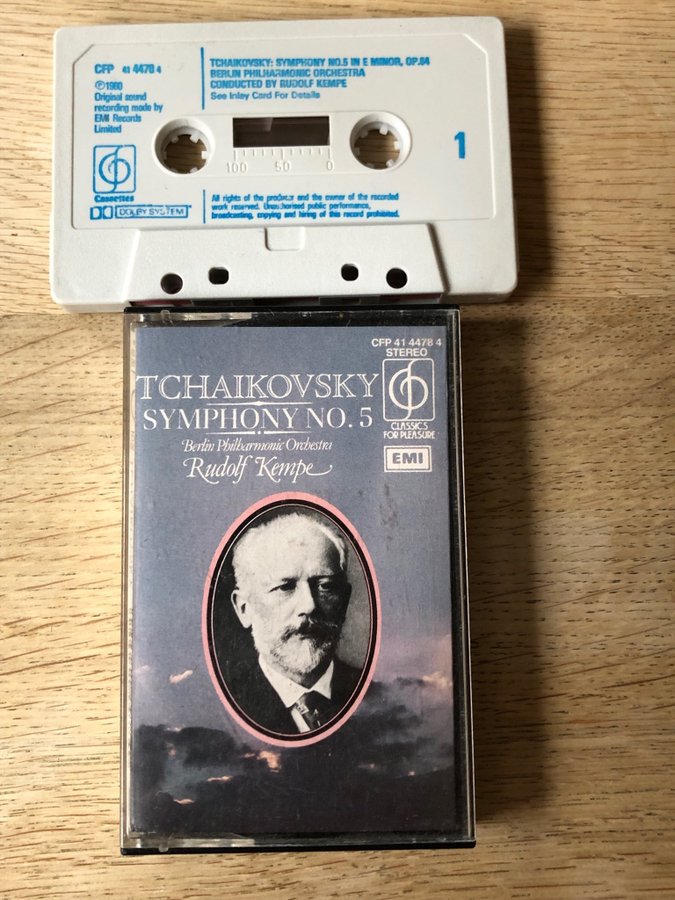 CFP 41 4478 4
℗1960
Original sound
recording made by
EMI Records
Limited
Cassettes
DOLBY SYSTEM
TCHAIKOVSKY: SYMPHONY NO.5 IN E MINOR, OP.64
BERLIN PHILHARMONIC ORCHESTRA
CONDUCTED BY RUDOLF KEMPE
See Inlay Card For Details
100 50 0
1
All rights of the producer and the owner of the recorded
work reserved. Unauthorised public performance,
broadcasting, copying and hiring of this record prohibited.
CFP 41 4478 4
STEREO
TCHAIKOVSKY
SYMPHONY NO. 5
Berlin Philharmonic Orchestra
Rudolf Kempe
CLASSICS
FOR PLEASURE
EMI